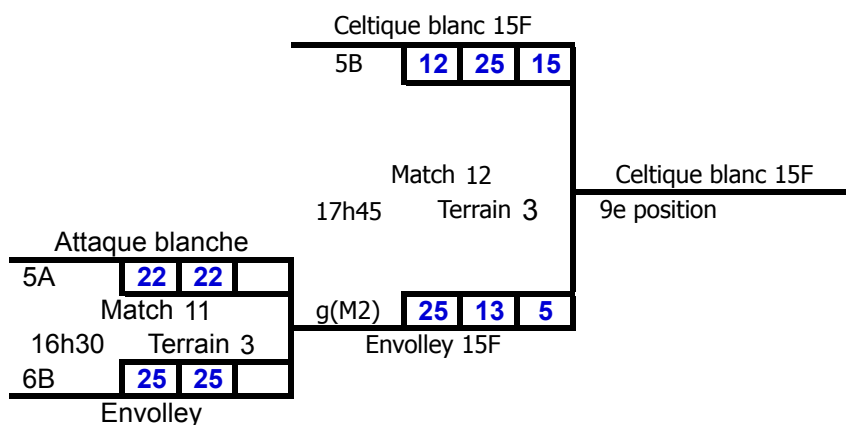 Celtique blanc 15F
5B 12 25 15
Match 12 Celtique blanc 15F
17h45 Terrain 3 9e position
Attaque blanche
5A 22 22
Match 11 g(M2) 25 13 5
16h30 Terrain 3 Envolley 15F
6B 25 25
Envolley